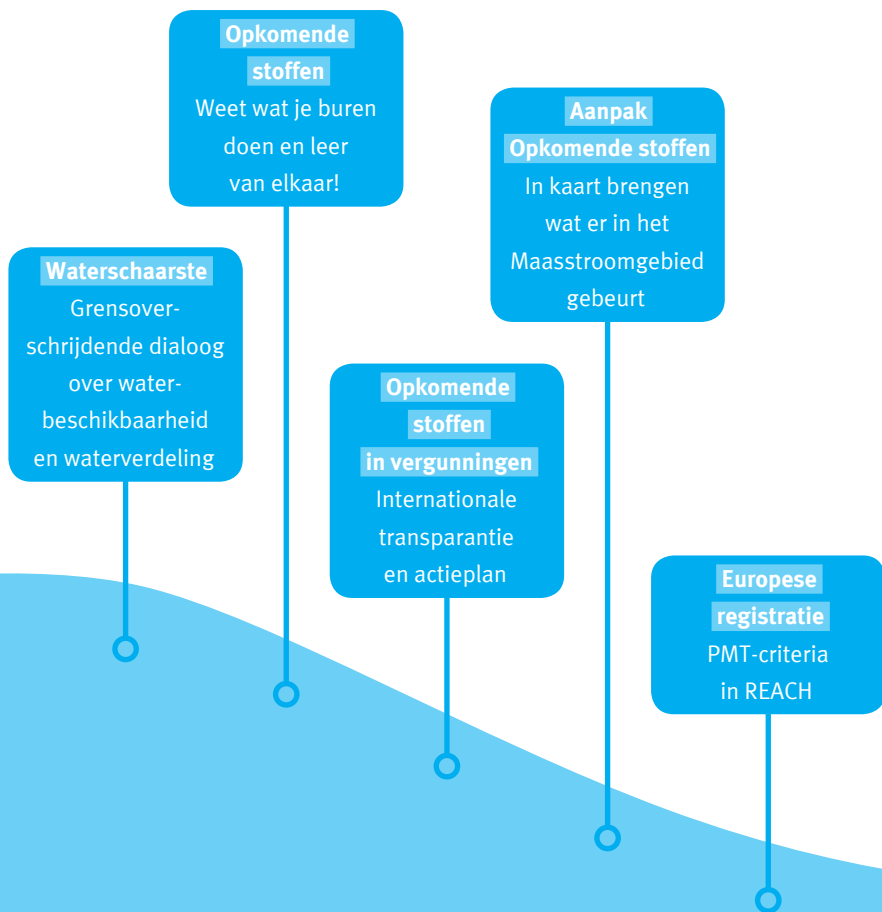 Waterschaarste
Grensover-
schrijdende dialoog
over water-
beschikbaarheid
en waterverdeling
Opkomende
stoffen
Weet wat je buren
doen en leer
van elkaar!
Opkomende
stoffen
in vergunningen
Internationale
transparantie
en actieplan
Aanpak
Opkomende stoffen
In kaart brengen
wat er in het
Maasstroomgebied
gebeurt
Europese
registratie
PMT-criteria
in REACH